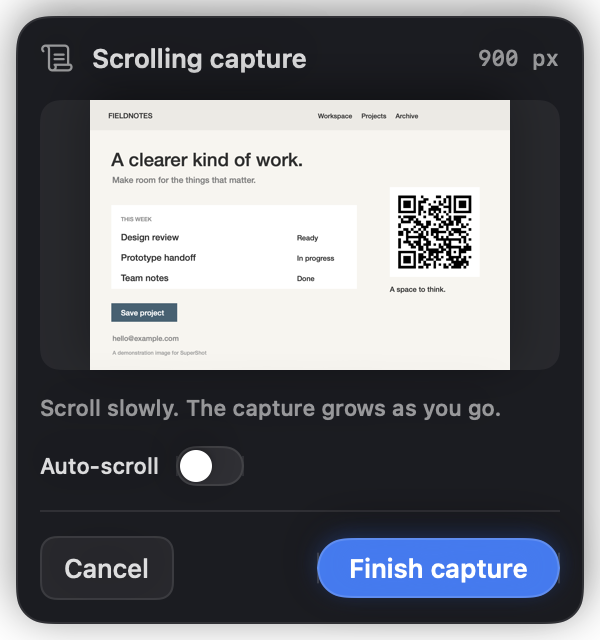 Scrolling capture 900 px
FIELDNOTES Workspace Projects Archive
A clearer kind of work.
Make room for the things that matter.
THIS WEEK
Design review Ready
Prototype handoff In progress
Team notes Done
A space to think.
Save project
hello@example.com
A demonstration image for SuperShot
Scroll slowly. The capture grows as you go.
Auto-scroll
Cancel Finish capture